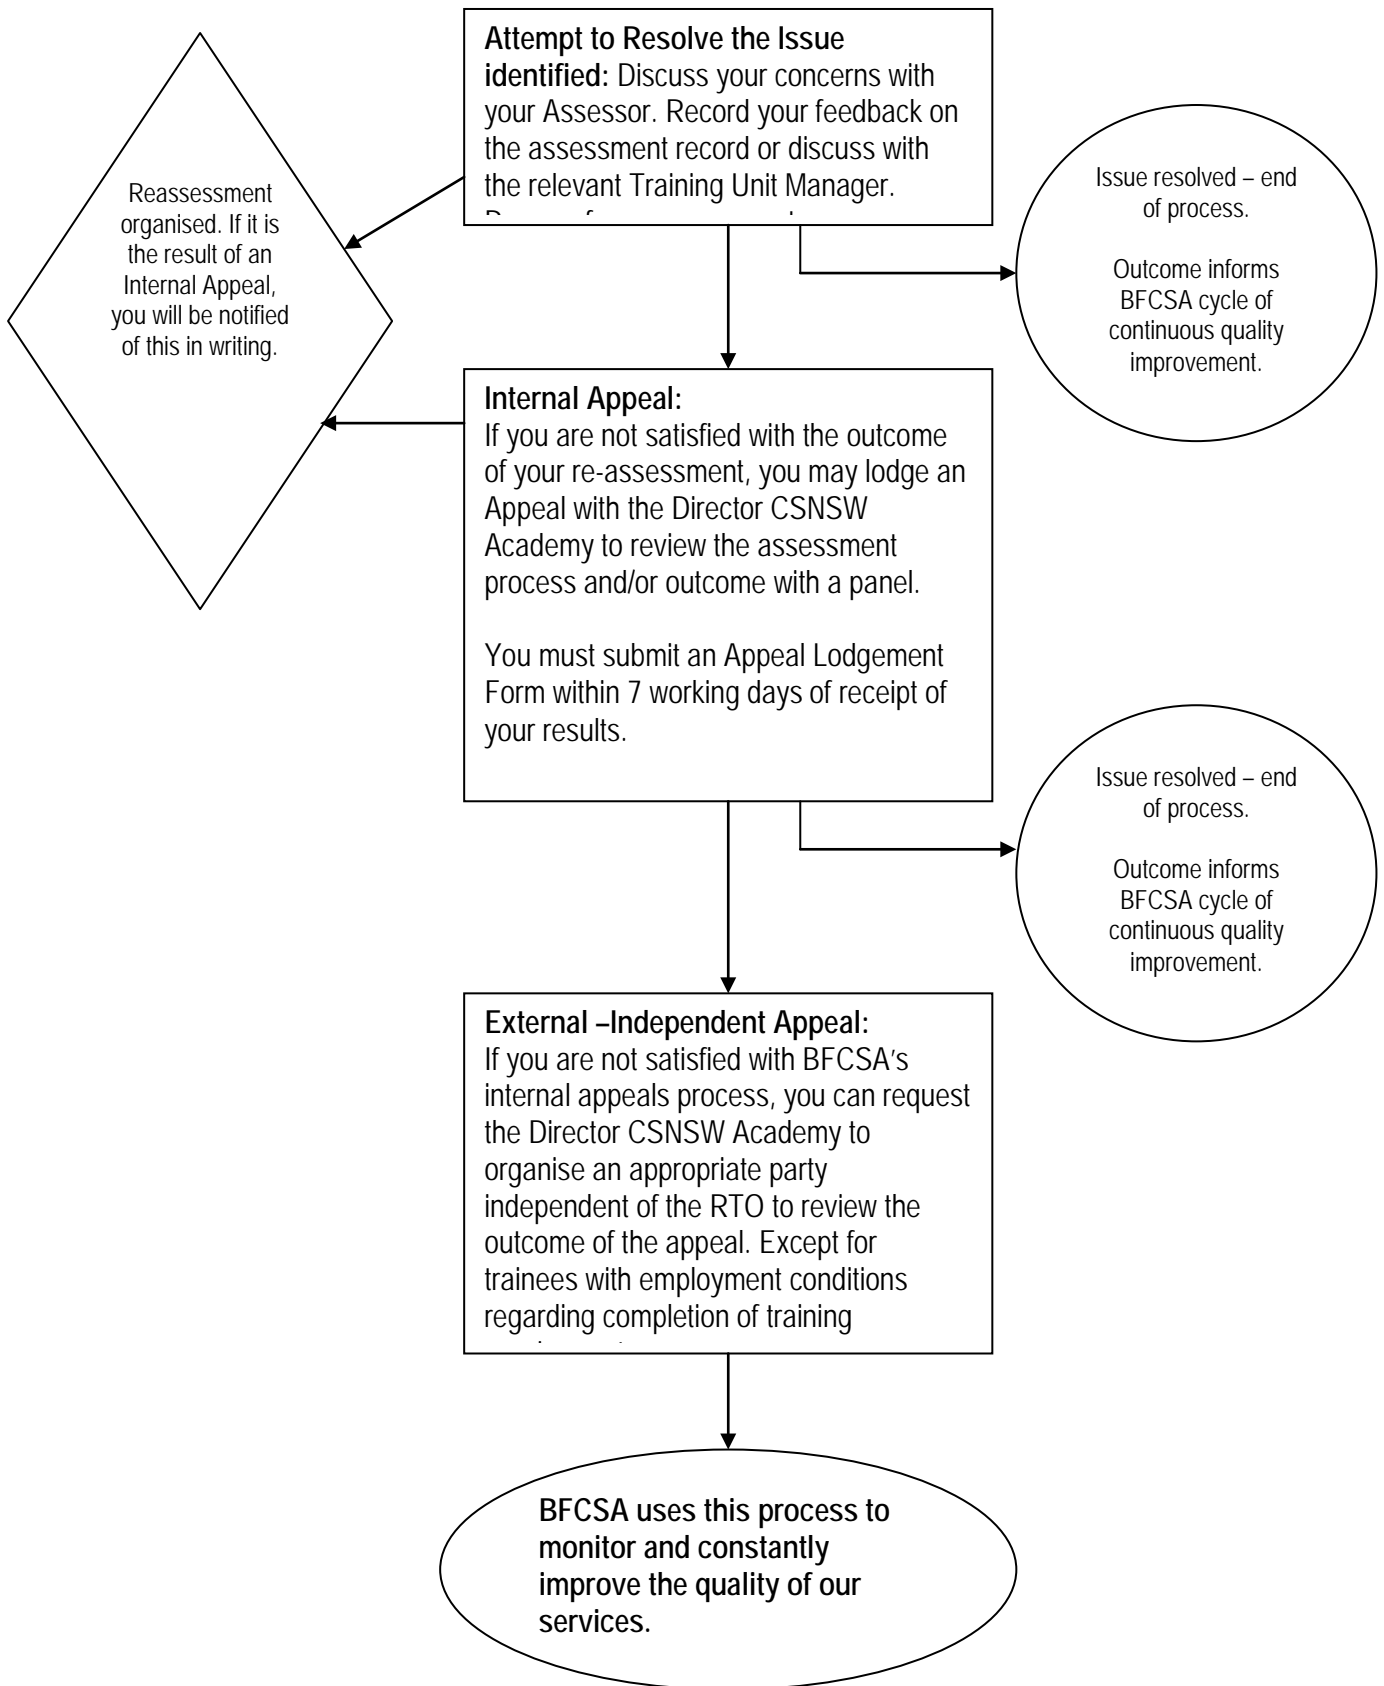 Attempt to Resolve the Issue
identified: Discuss your concerns with
your Assessor. Record your feedback on
the assessment record or discuss with
the relevant Training Unit Manager.
Reassessment
organised. If it is
the result of an
Internal Appeal,
you will be notified
of this in writing.
Issue resolved – end
of process.
Outcome informs
BFCSA cycle of
continuous quality
improvement.
Internal Appeal:
If you are not satisfied with the outcome
of your re-assessment, you may lodge an
Appeal with the Director CSNSW
Academy to review the assessment
process and/or outcome with a panel.
You must submit an Appeal Lodgement
Form within 7 working days of receipt of
your results.
Issue resolved – end
of process.
Outcome informs
BFCSA cycle of
continuous quality
improvement.
External –Independent Appeal:
If you are not satisfied with BFCSA's
internal appeals process, you can request
the Director CSNSW Academy to
organise an appropriate party
independent of the RTO to review the
outcome of the appeal. Except for
trainees with employment conditions
regarding completion of training
BFCSA uses this process to
monitor and constantly
improve the quality of our
services.